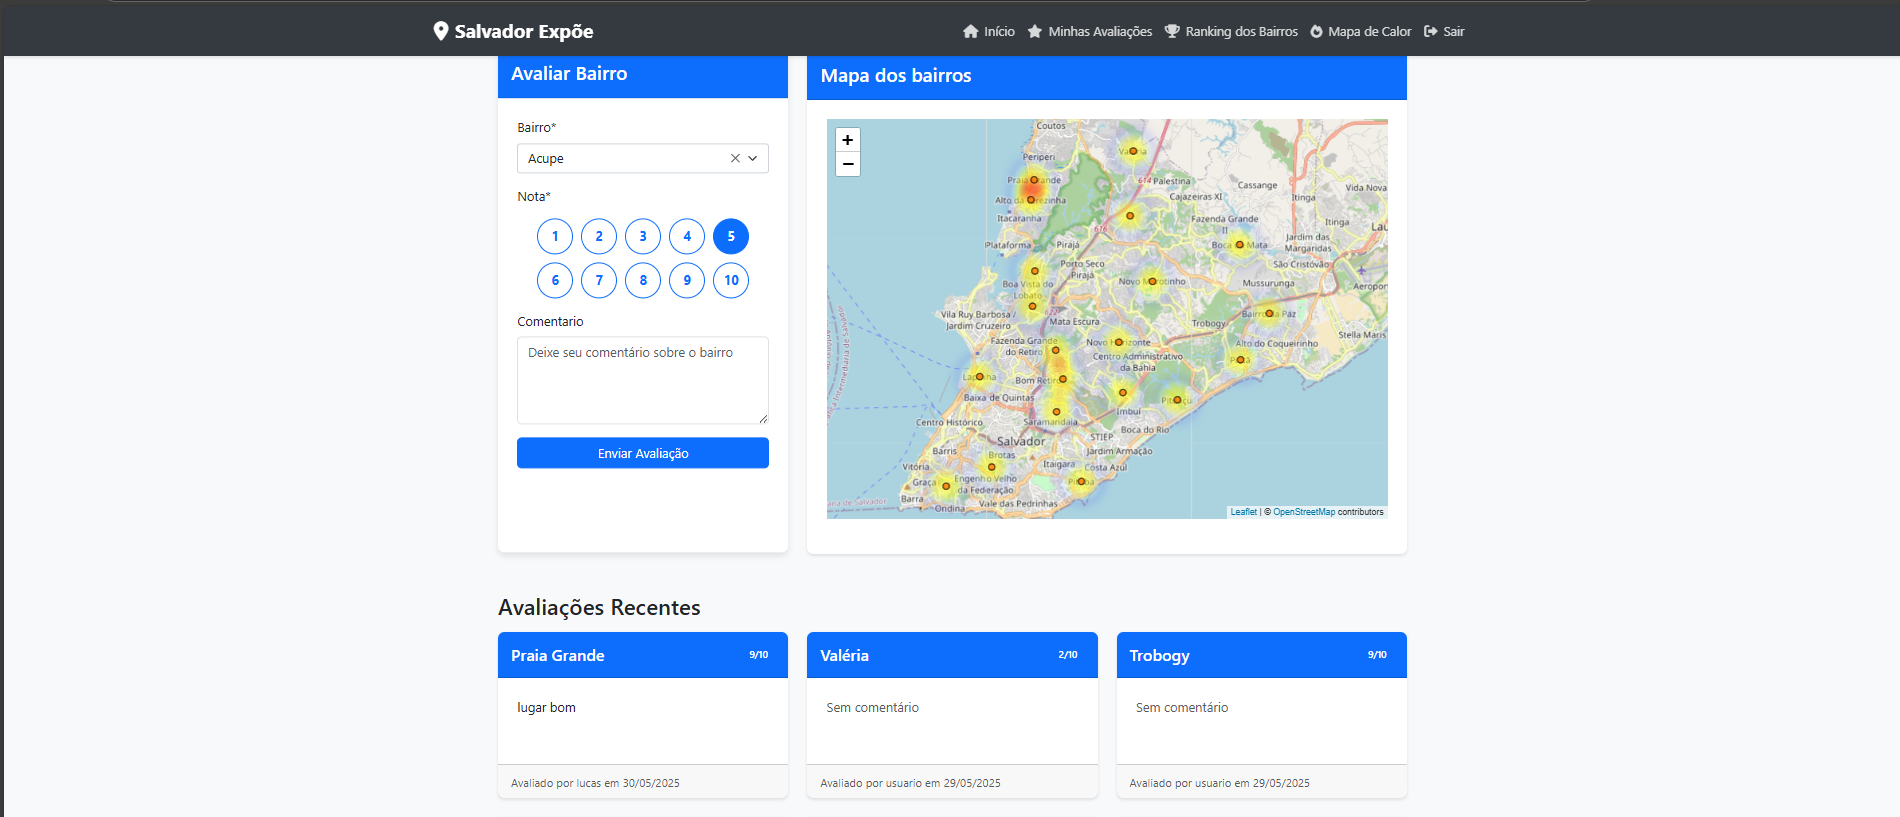 Salvador Expõe
Início
Minhas Avaliações
Ranking dos Bairros
Mapa de Calor
Sair
Avaliar Bairro
Bairro*
Acupe
Nota*
1 2 3 4 5
6 7 8 9 10
Comentario
Deixe seu comentário sobre o bairro
Enviar Avaliação
Mapa dos bairros
+
−
Coutos
Periperi
Praia Grande
Alto da Terezinha
Itacaranha
Plataforma
Pirajá
614 Palestina
Cassange
Vida Nova
Cajazeiras XI
Itinga
Fazenda Grande
II
Itinga
Boca da Mata
Jardim das
Margaridas
São Cristóvão
Porto Seco
Pirajá
Boa Vista do
Lobato
Novo Marotinho
Mussurunga
Vila Ruy Barbosa /
Jardim Cruzeiro
Mata Escura
Trobogy
Bairro da Paz
Stella Maris
Fazenda Grande
do Retiro
Novo Horizonte
Alto do Coqueirinho
Centro Administrativo
da Bahia
Lapinha
Bom Retiro
Baixa de Quintas
Imbuí
Centro Histórico
Saramandaia
Boca do Rio
Salvador
STIEP
Barris
Brotas
Jardim Armação
Vitória
Itaigara
Costa Azul
Graça
Engenho Velho
da Federação
Barra
Ondina
Vale das Pedrinhas
Leaflet | © OpenStreetMap contributors
Avaliações Recentes
Praia Grande 9/10
lugar bom
Avaliado por lucas em 30/05/2025
Valéria 2/10
Sem comentário
Avaliado por usuario em 29/05/2025
Trobogy 9/10
Sem comentário
Avaliado por usuario em 29/05/2025